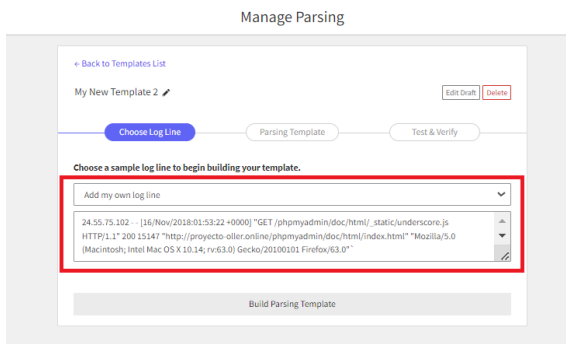 Manage Parsing
← Back to Templates List
My New Template 2
Edit Draft
Delete
Choose Log Line
Parsing Template
Test & Verify
Choose a sample log line to begin building your template.
Add my own log line
24.55.75.102 - - [16/Nov/2018:01:53:22 +0000] "GET /phpmyadmin/doc/html/_static/underscore.js
HTTP/1.1" 200 15147 "http://proyecto-oller.online/phpmyadmin/doc/html/index.html" "Mozilla/5.0
(Macintosh; Intel Mac OS X 10.14; rv:63.0) Gecko/20100101 Firefox/63.0"`
Build Parsing Template